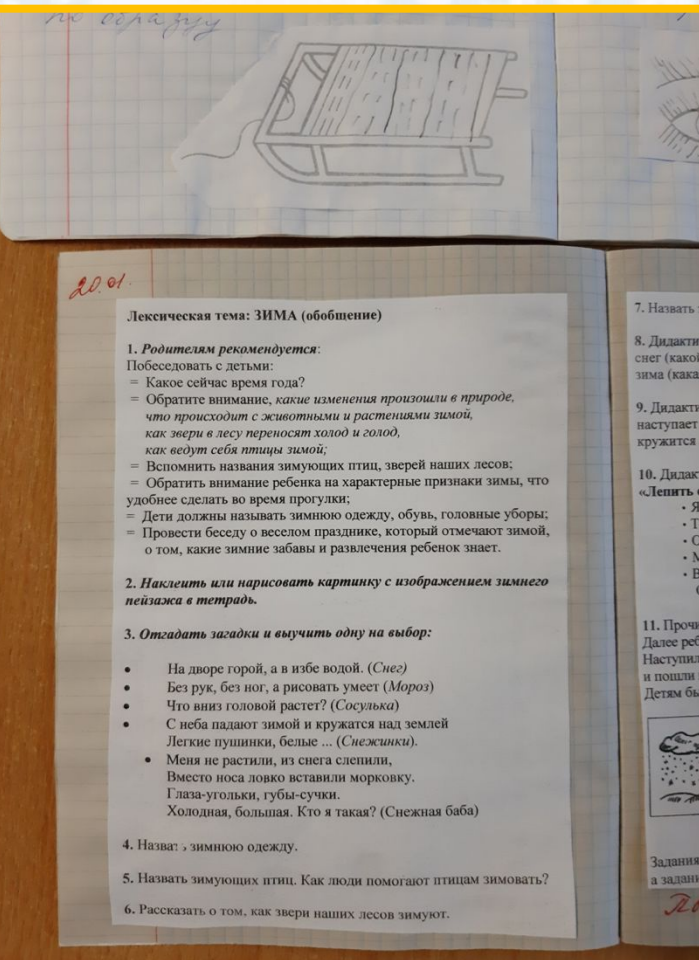 по образцу
20.01.
Лексическая тема: ЗИМА (обобщение)
1. Родителям рекомендуется:
Побеседовать с детьми:
= Какое сейчас время года?
= Обратите внимание, какие изменения произошли в природе,
что происходит с животными и растениями зимой,
как звери в лесу переносят холод и голод,
как ведут себя птицы зимой;
= Вспомнить названия зимующих птиц, зверей наших лесов;
= Обратить внимание ребенка на характерные признаки зимы, что
удобнее сделать во время прогулки;
= Дети должны называть зимнюю одежду, обувь, головные уборы;
= Провести беседу о веселом празднике, который отмечают зимой,
о том, какие зимние забавы и развлечения ребенок знает.
2. Наклеить или нарисовать картинку с изображением зимнего
пейзажа в тетрадь.
3. Отгадать загадки и выучить одну на выбор:
• На дворе горой, а в избе водой. (Снег)
• Без рук, без ног, а рисовать умеет (Мороз)
• Что вниз головой растет? (Сосулька)
• С неба падают зимой и кружатся над землей
Легкие пушинки, белые ... (Снежинки).
• Меня не растили, из снега слепили,
Вместо носа ловко вставили морковку.
Глаза-угольки, губы-сучки.
Холодная, большая. Кто я такая? (Снежная баба)
4. Назвать зимнюю одежду.
5. Назвать зимующих птиц. Как люди помогают птицам зимовать?
6. Рассказать о том, как звери наших лесов зимуют.
7. Назвать
8. Дидакти
снег (како
зима (кака
9. Дидакти
наступает
кружится
10. Дидак
«Лепить
• Я
• Т
• С
• М
• В
11. Прочи
Далее реб
Наступил
и пошли
Детям бы
Задания
а задани